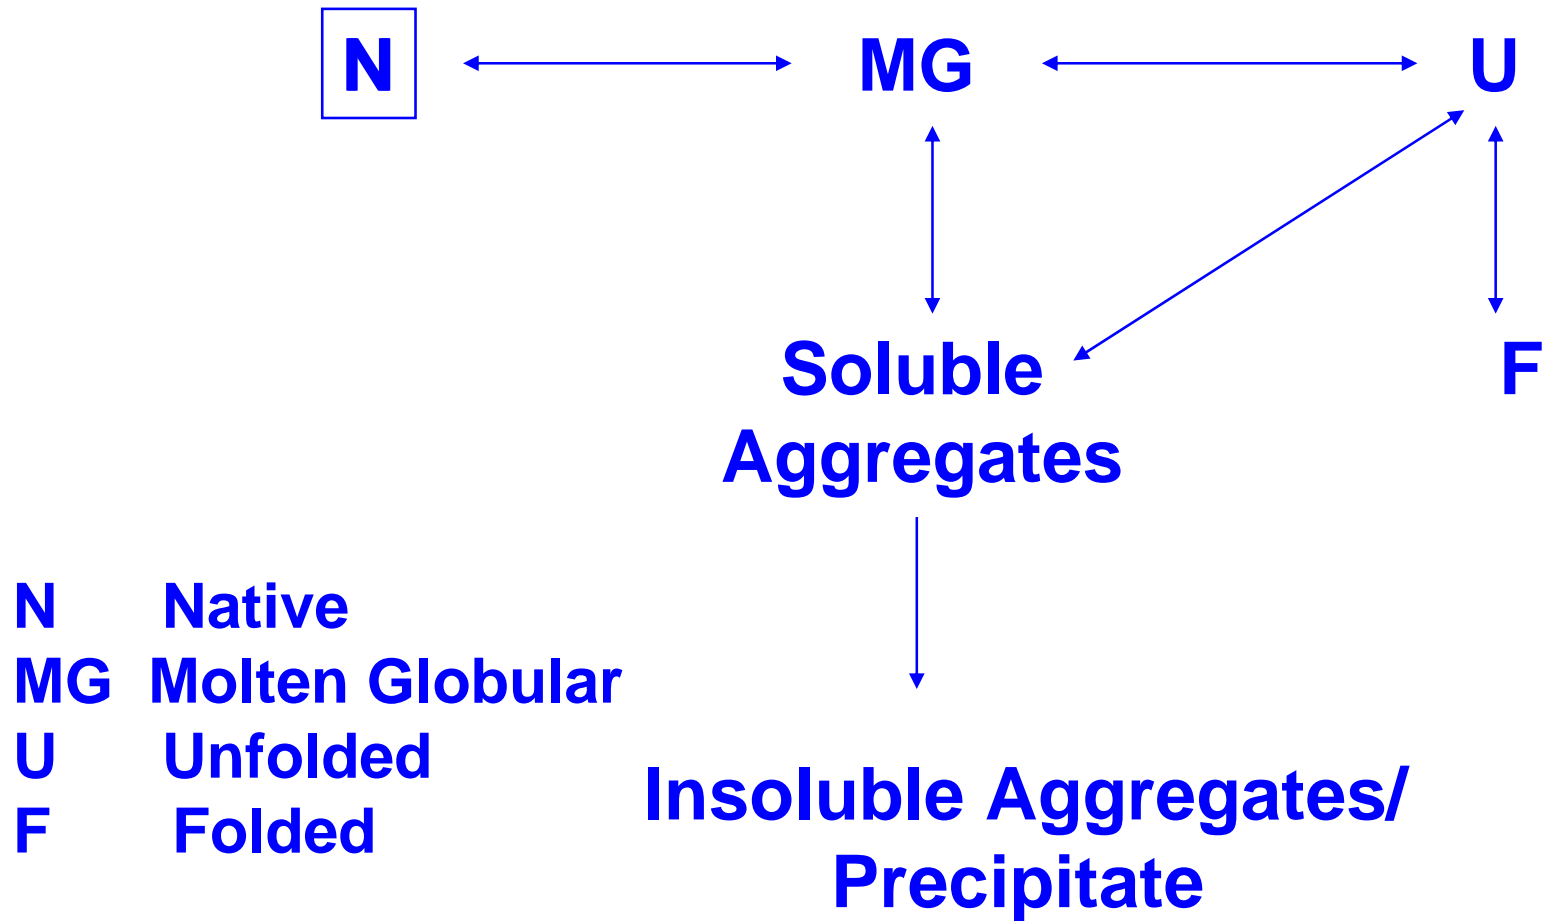 N MG U
Soluble F
Aggregates
N Native
MG Molten Globular
U Unfolded
F Folded
Insoluble Aggregates/
Precipitate